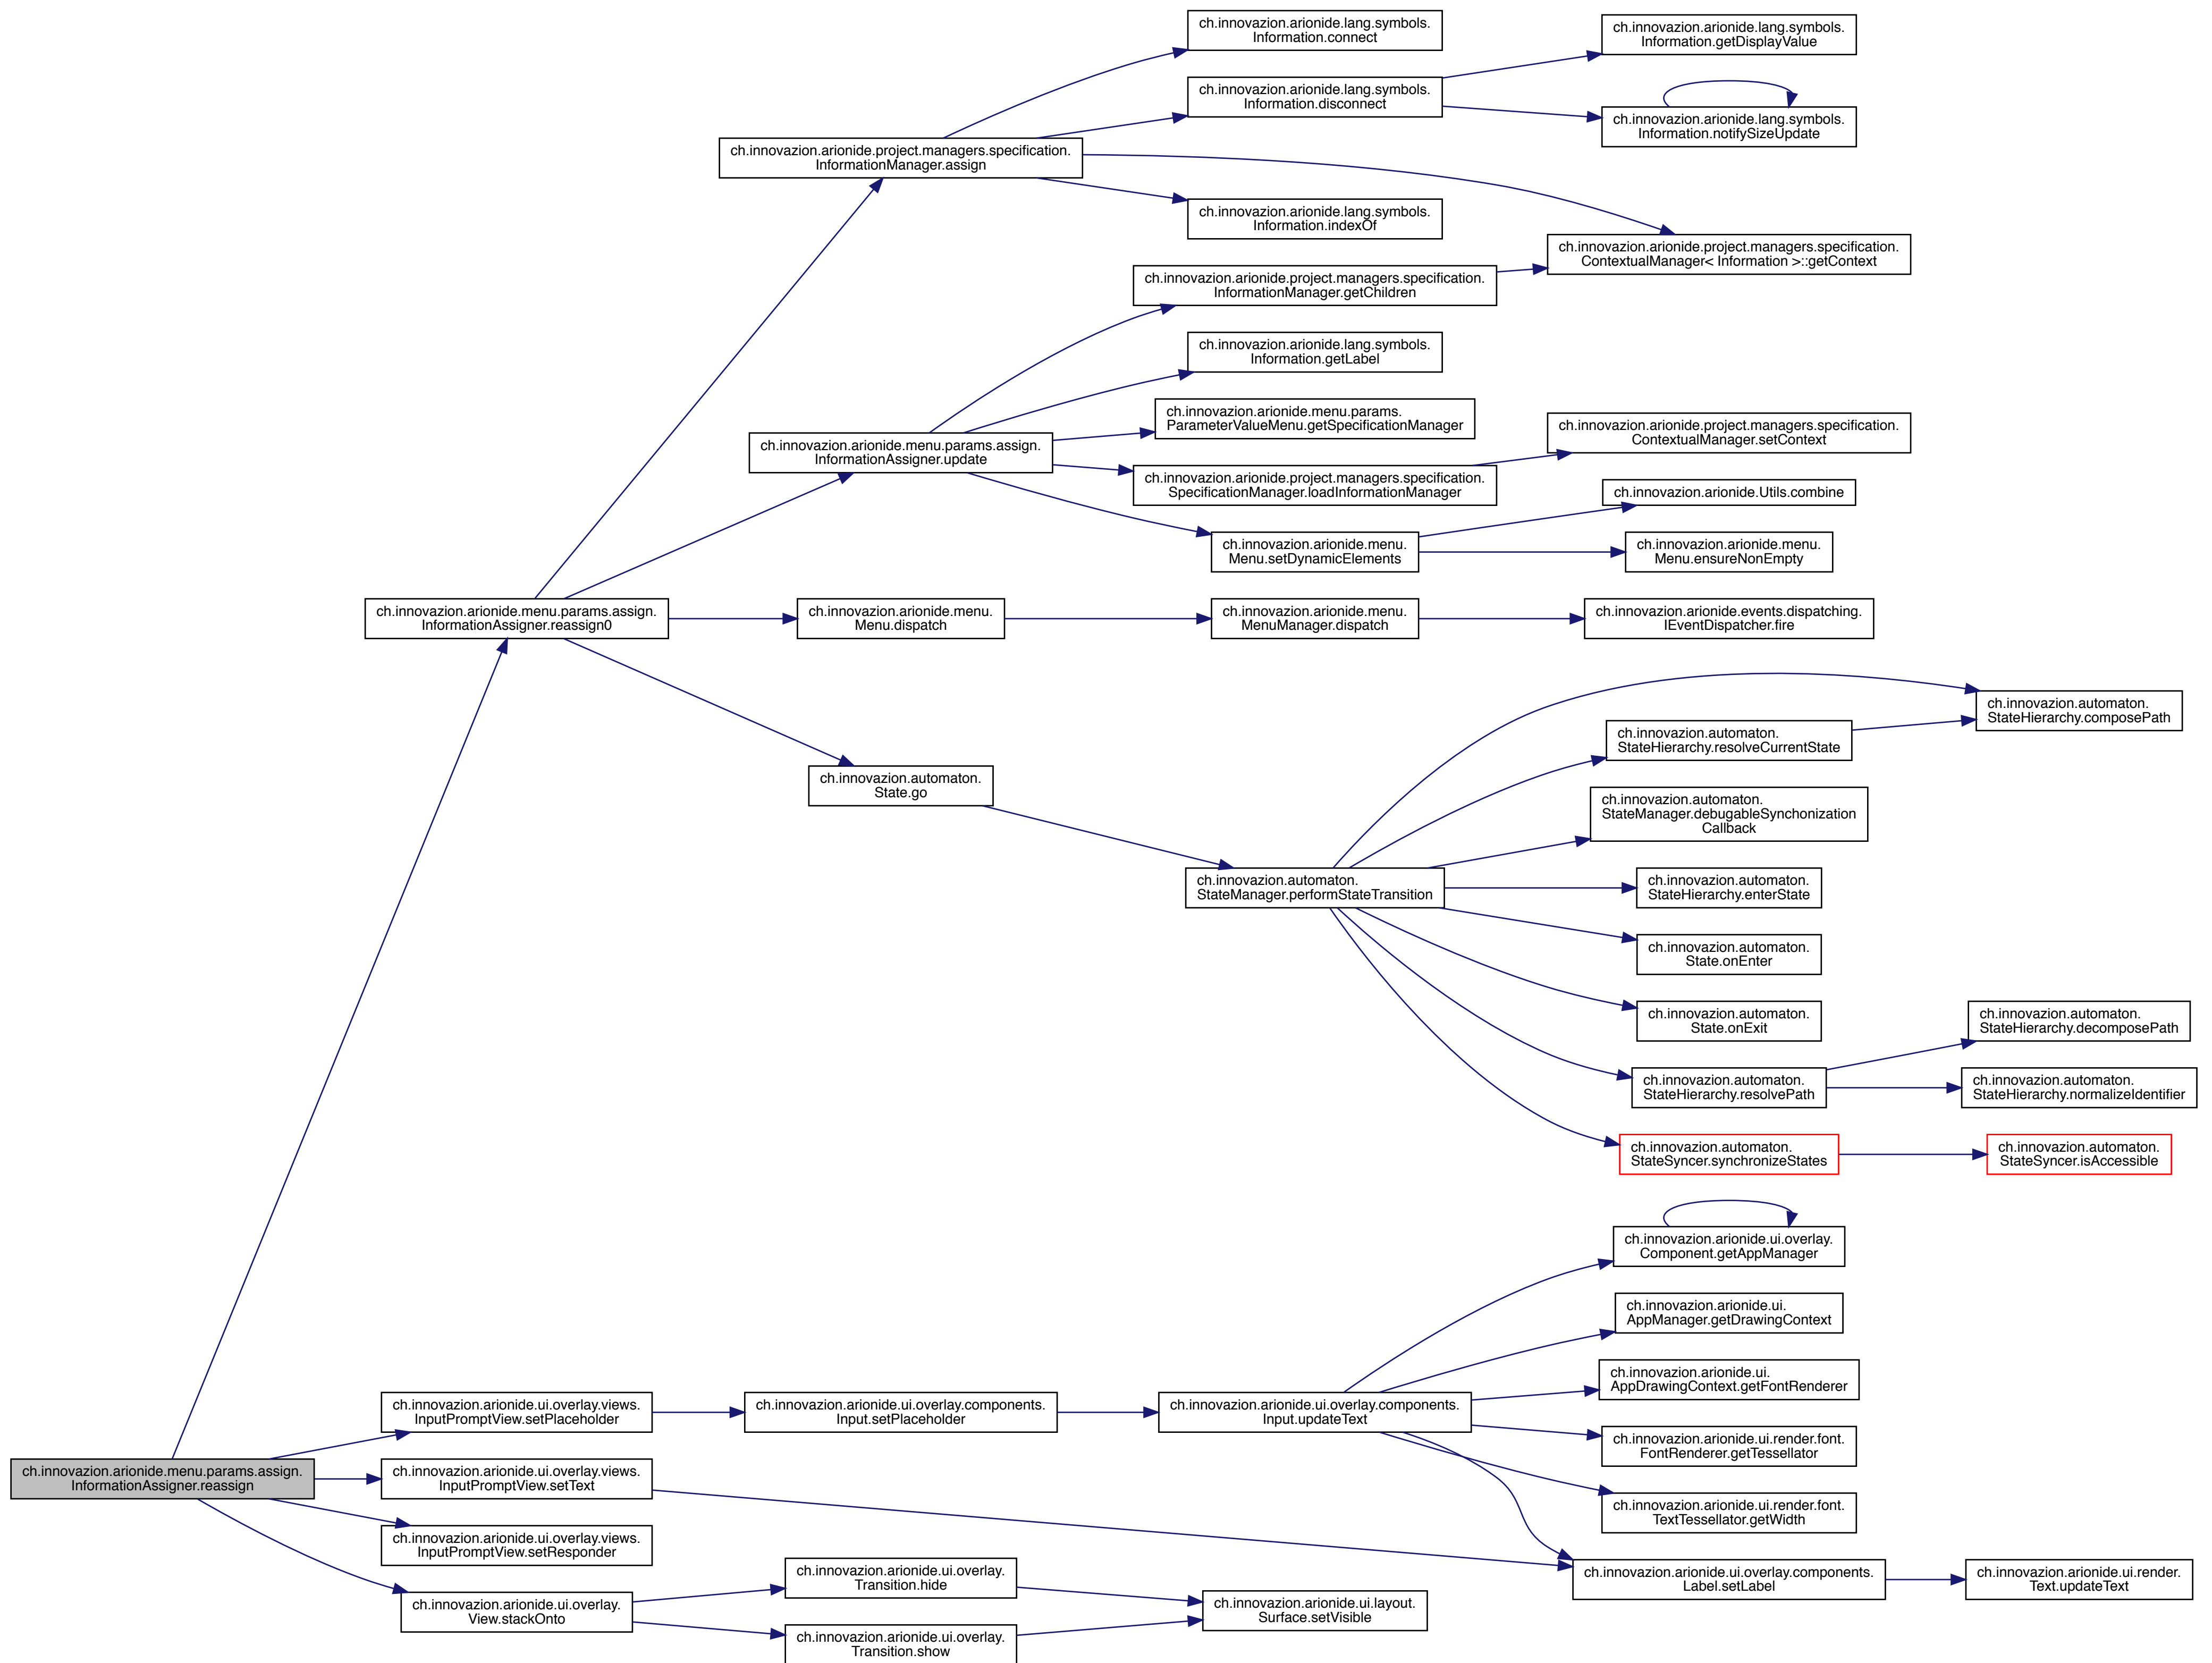 ch.innovazion.arionide.lang.symbols.
Information.connect
ch.innovazion.arionide.lang.symbols.
Information.getDisplayValue
ch.innovazion.arionide.lang.symbols.
Information.disconnect
ch.innovazion.arionide.lang.symbols.
Information.notifySizeUpdate
ch.innovazion.arionide.project.managers.specification.
InformationManager.assign
ch.innovazion.arionide.lang.symbols.
Information.indexOf
ch.innovazion.arionide.project.managers.specification.
ContextualManager< Information >::getContext
ch.innovazion.arionide.project.managers.specification.
InformationManager.getChildren
ch.innovazion.arionide.lang.symbols.
Information.getLabel
ch.innovazion.arionide.menu.params.
ParameterValueMenu.getSpecificationManager
ch.innovazion.arionide.project.managers.specification.
ContextualManager.setContext
ch.innovazion.arionide.menu.params.assign.
InformationAssigner.update
ch.innovazion.arionide.project.managers.specification.
SpecificationManager.loadInformationManager
ch.innovazion.arionide.Utils.combine
ch.innovazion.arionide.menu.
Menu.setDynamicElements
ch.innovazion.arionide.menu.
Menu.ensureNonEmpty
ch.innovazion.arionide.menu.params.assign.
InformationAssigner.reassign0
ch.innovazion.arionide.menu.
Menu.dispatch
ch.innovazion.arionide.menu.
MenuManager.dispatch
ch.innovazion.arionide.events.dispatching.
IEventDispatcher.fire
ch.innovazion.automaton.
StateHierarchy.composePath
ch.innovazion.automaton.
StateHierarchy.resolveCurrentState
ch.innovazion.automaton.
State.go
ch.innovazion.automaton.
StateManager.debugableSynchonization
Callback
ch.innovazion.automaton.
StateManager.performStateTransition
ch.innovazion.automaton.
StateHierarchy.enterState
ch.innovazion.automaton.
State.onEnter
ch.innovazion.automaton.
State.onExit
ch.innovazion.automaton.
StateHierarchy.decomposePath
ch.innovazion.automaton.
StateHierarchy.resolvePath
ch.innovazion.automaton.
StateHierarchy.normalizeIdentifier
ch.innovazion.automaton.
StateSyncer.synchronizeStates
ch.innovazion.automaton.
StateSyncer.isAccessible
ch.innovazion.arionide.ui.overlay.
Component.getAppManager
ch.innovazion.arionide.ui.
AppManager.getDrawingContext
ch.innovazion.arionide.ui.
AppDrawingContext.getFontRenderer
ch.innovazion.arionide.ui.overlay.views.
InputPromptView.setPlaceholder
ch.innovazion.arionide.ui.overlay.components.
Input.setPlaceholder
ch.innovazion.arionide.ui.overlay.components.
Input.updateText
ch.innovazion.arionide.ui.render.font.
FontRenderer.getTessellator
ch.innovazion.arionide.menu.params.assign.
InformationAssigner.reassign
ch.innovazion.arionide.ui.overlay.views.
InputPromptView.setText
ch.innovazion.arionide.ui.render.font.
TextTessellator.getWidth
ch.innovazion.arionide.ui.overlay.views.
InputPromptView.setResponder
ch.innovazion.arionide.ui.overlay.
Transition.hide
ch.innovazion.arionide.ui.overlay.components.
Label.setLabel
ch.innovazion.arionide.ui.render.
Text.updateText
ch.innovazion.arionide.ui.overlay.
View.stackOnto
ch.innovazion.arionide.ui.layout.
Surface.setVisible
ch.innovazion.arionide.ui.overlay.
Transition.show